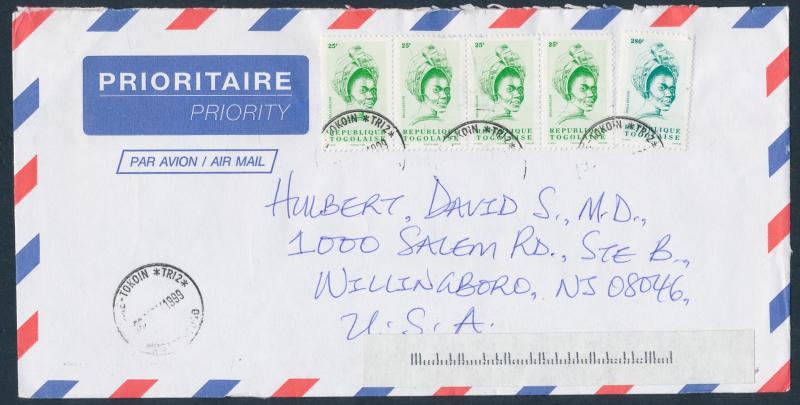 PRIORITAIRE
PRIORITY
PAR AVION / AIR MAIL
25F 25F 25F 25F 280F
REPUBLIQUE TOGOLAISE
REPUBLIQUE TOGOLAISE
REPUBLIQUE TOGOLAISE
REPUBLIQUE TOGOLAISE
REPUBLIQUE TOGOLAISE
TOKOIN *TRI2*
1999
TOKOIN *TRI2*
TOKOIN *TRI2*
HULBERT, DAVID S., M.D.,
1000 SALEM RD., STE B.,
WILLINGBORO, NJ 08046,
U.S.A.
TOKOIN *TRI2*
1999